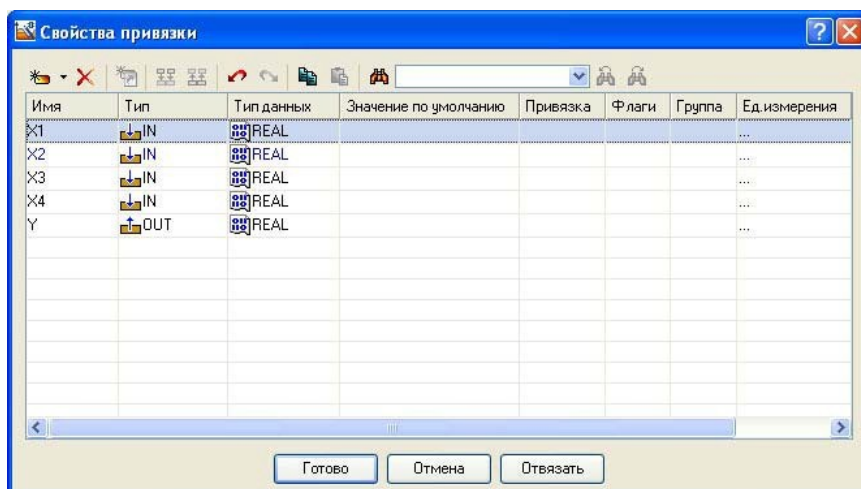 Свойства привязки
Имя Тип Тип данных Значение по умолчанию Привязка Флаги Группа Ед.измерения
X1 IN REAL ...
X2 IN REAL ...
X3 IN REAL ...
X4 IN REAL ...
Y OUT REAL ...
Готово Отмена Отвязать